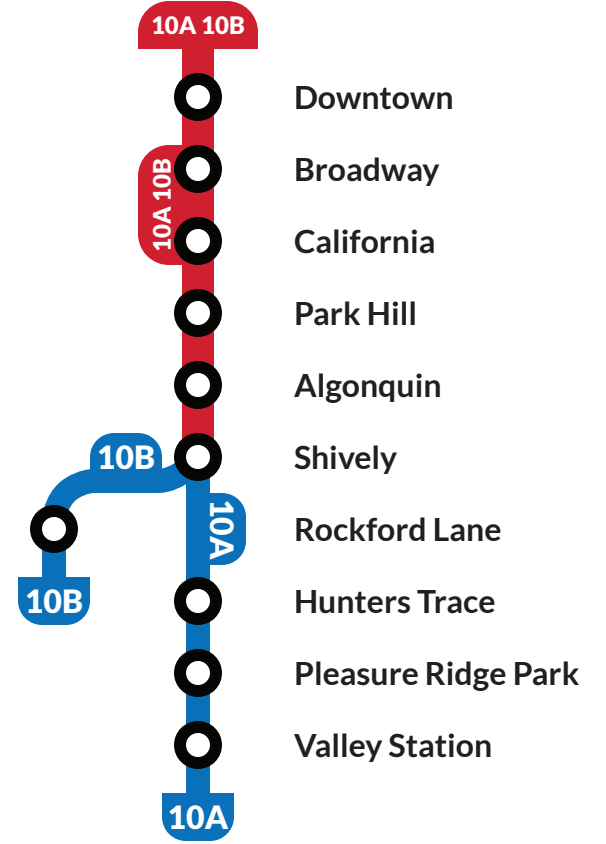 10A 10B
Downtown
Broadway
10A 10B
California
Park Hill
Algonquin
10B
Shively
10A
Rockford Lane
10B
Hunters Trace
Pleasure Ridge Park
Valley Station
10A